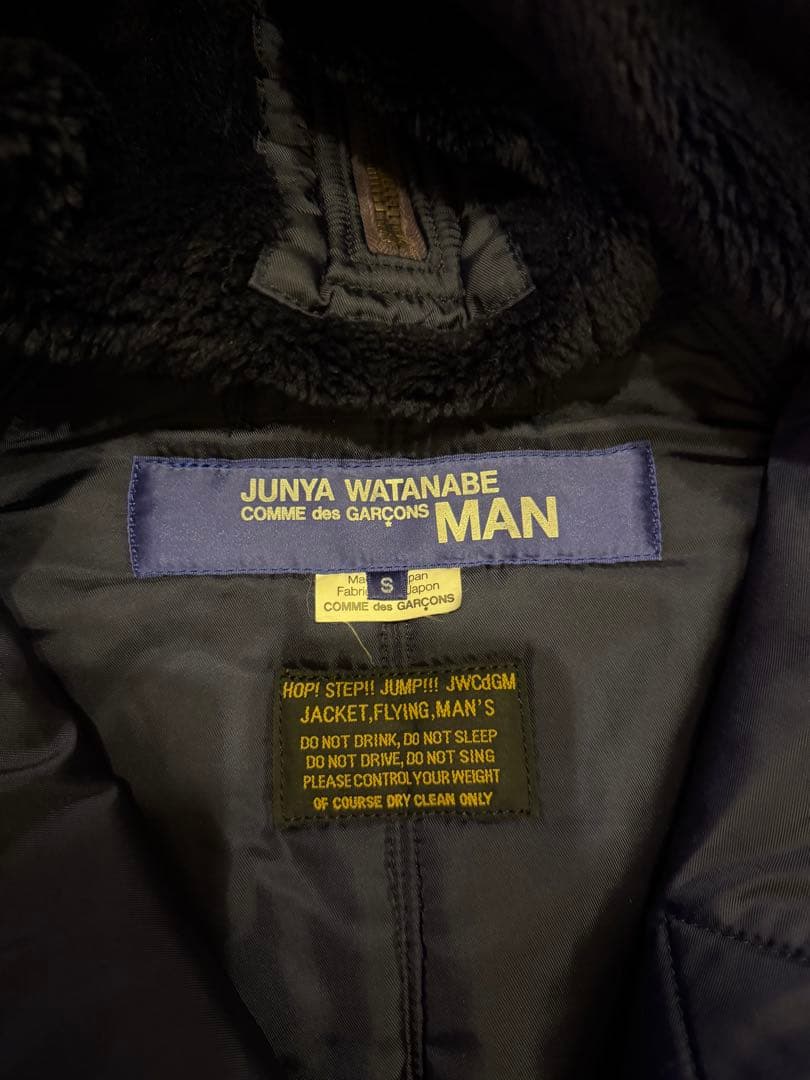 JUNYA WATANABE
COMME des GARÇONS MAN
S
COMME des GARÇONS
HOP! STEP!! JUMP!!! JWCdGM
JACKET,FLYING,MAN'S
DO NOT DRINK, DO NOT SLEEP
DO NOT DRIVE, DO NOT SING
PLEASE CONTROL YOUR WEIGHT
OF COURSE DRY CLEAN ONLY